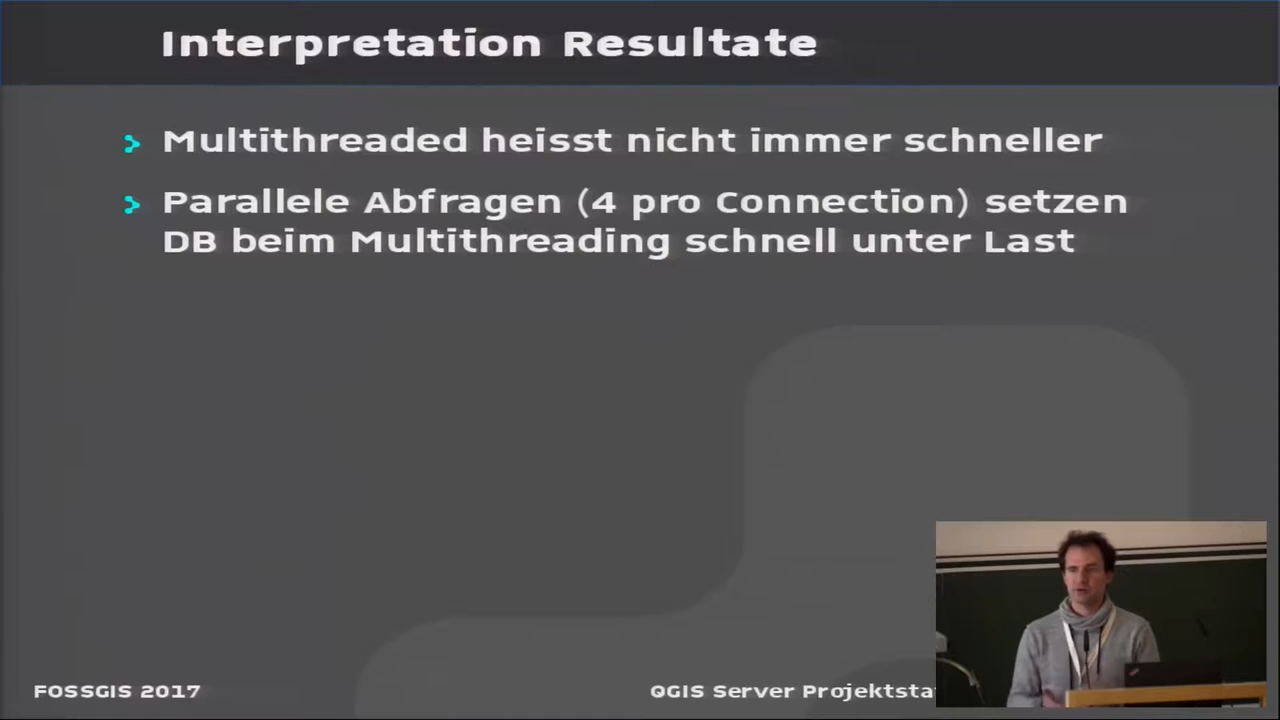 Interpretation Resultate
Multithreaded heisst nicht immer schneller
Parallele Abfragen (4 pro Connection) setzen
DB beim Multithreading schnell unter Last
FOSSGIS 2017
QGIS Server